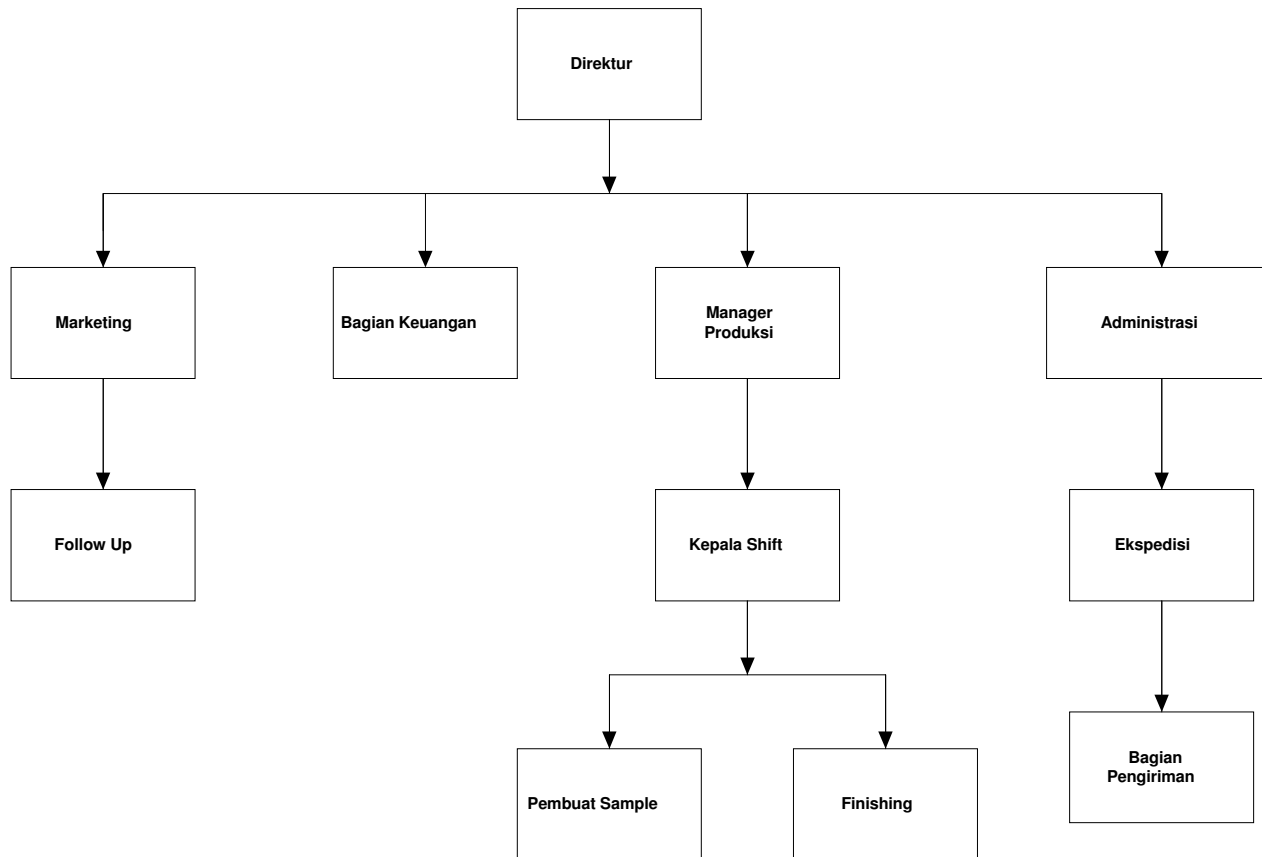 Direktur
Marketing
Bagian Keuangan
Manager
Produksi
Administrasi
Follow Up
Kepala Shift
Ekspedisi
Pembuat Sample
Finishing
Bagian
Pengiriman